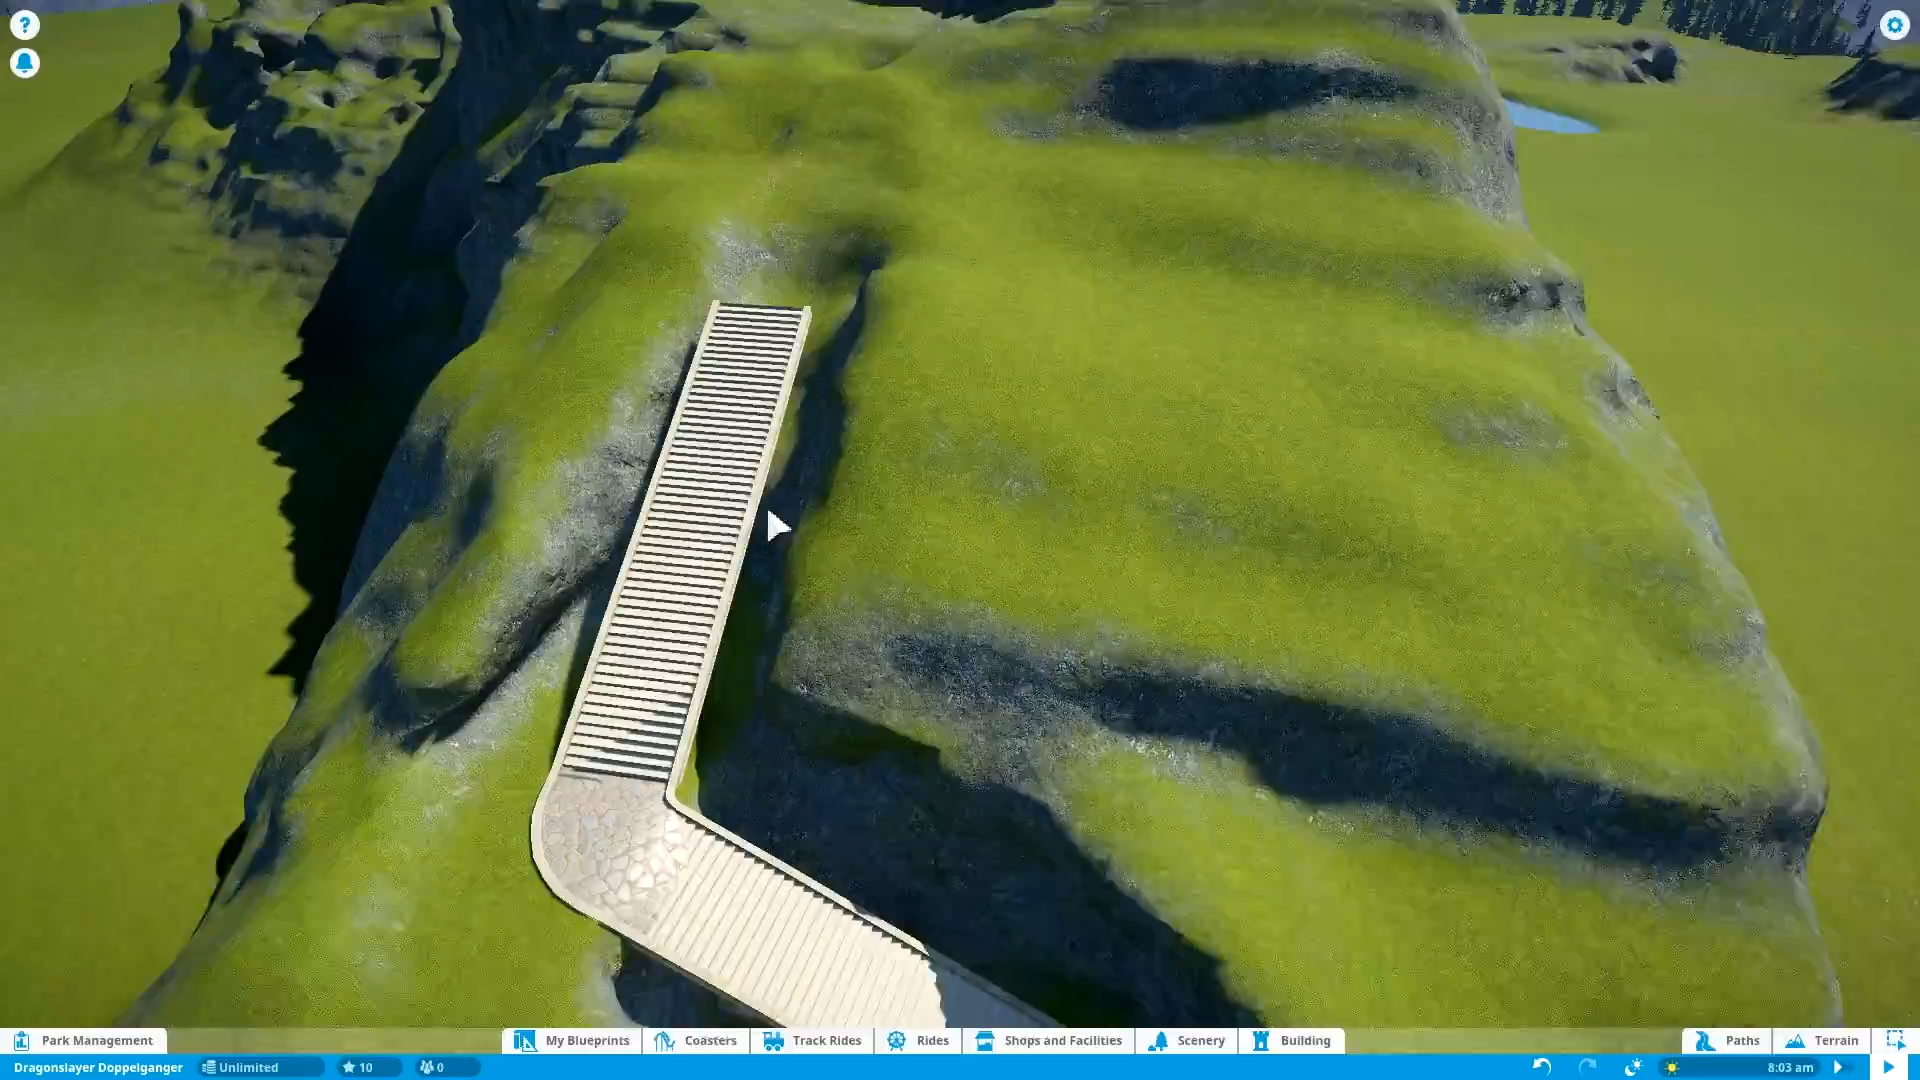 ?
Park Management
My Blueprints
Coasters
Track Rides
Rides
Shops and Facilities
Scenery
Building
Paths
Terrain
Dragonslayer Doppelganger
Unlimited
10
0
8:03 am